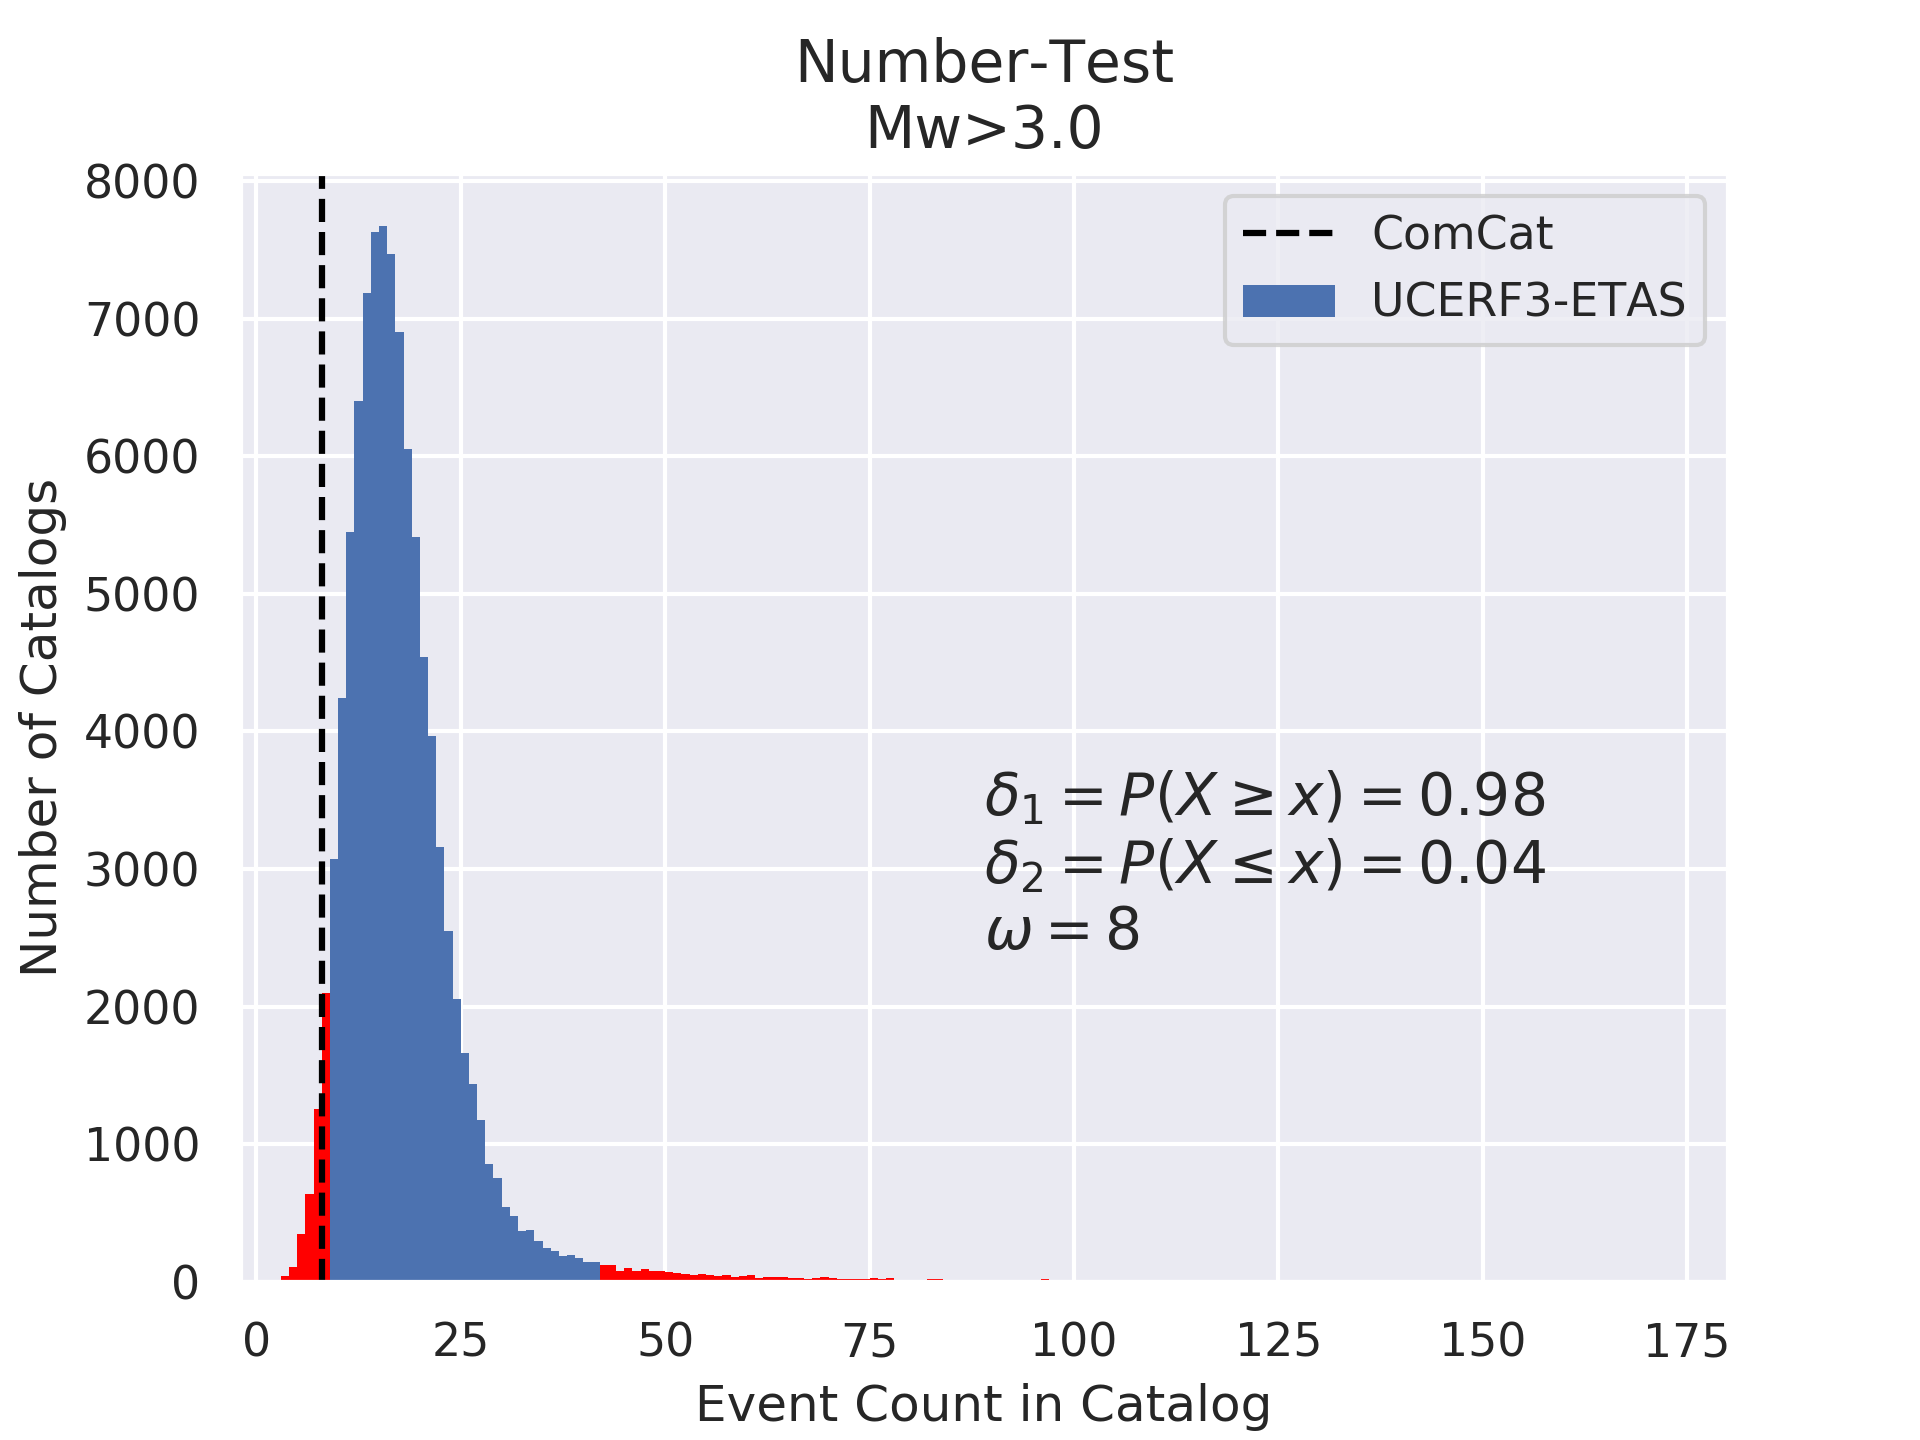 Number-Test
Mw>3.0
8000
7000
6000
5000
4000
3000
2000
1000
0
Number of Catalogs
ComCat
UCERF3-ETAS
δ₁ = P(X ≥ x) = 0.98
δ₂ = P(X ≤ x) = 0.04
ω = 8
0 25 50 75 100 125 150 175
Event Count in Catalog